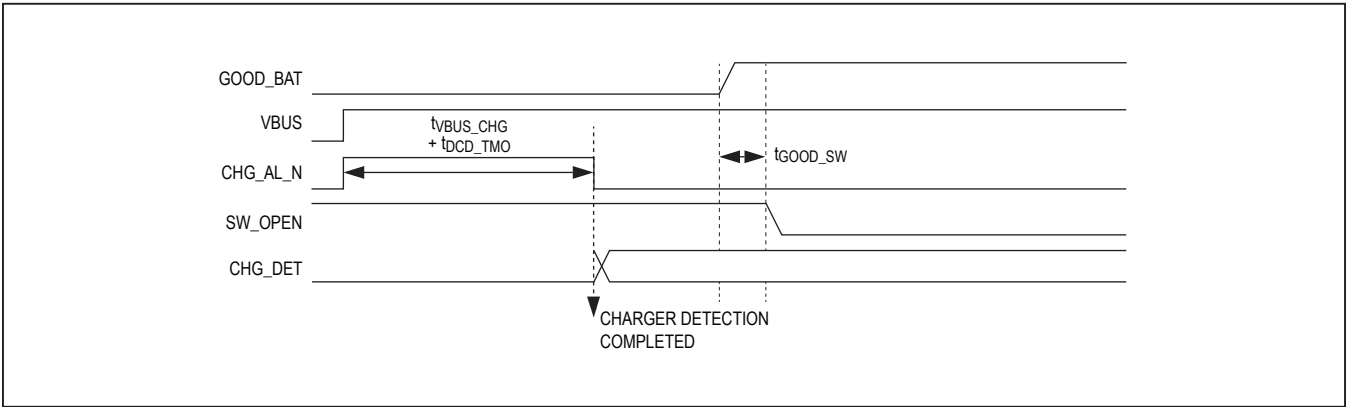 GOOD_BAT
VBUS
tVBUS_CHG
+ tDCD_TMO
tGOOD_SW
CHG_AL_N
SW_OPEN
CHG_DET
CHARGER DETECTION
COMPLETED